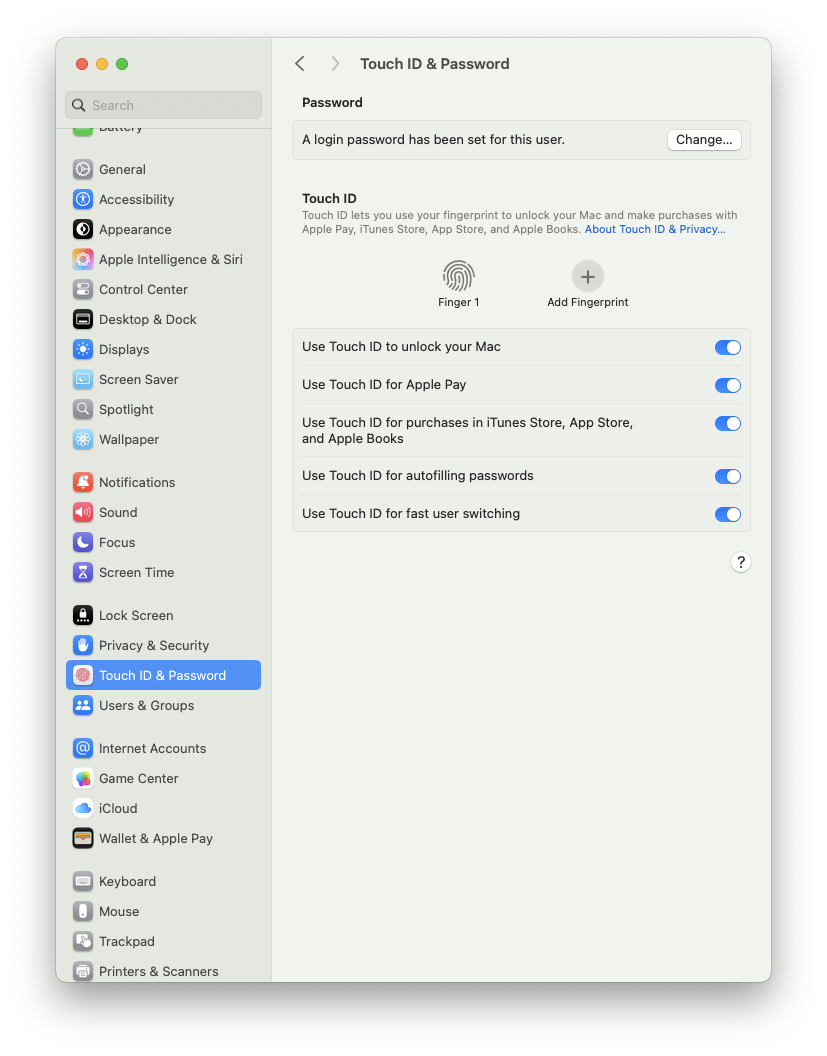 Touch ID & Password
Search
Battery
General
Accessibility
Appearance
Apple Intelligence & Siri
Control Center
Desktop & Dock
Displays
Screen Saver
Spotlight
Wallpaper
Notifications
Sound
Focus
Screen Time
Lock Screen
Privacy & Security
Touch ID & Password
Users & Groups
Internet Accounts
Game Center
iCloud
Wallet & Apple Pay
Keyboard
Mouse
Trackpad
Printers & Scanners
Password
A login password has been set for this user.
Change...
Touch ID
Touch ID lets you use your fingerprint to unlock your Mac and make purchases with
Apple Pay, iTunes Store, App Store, and Apple Books. About Touch ID & Privacy...
Finger 1
Add Fingerprint
Use Touch ID to unlock your Mac
Use Touch ID for Apple Pay
Use Touch ID for purchases in iTunes Store, App Store,
and Apple Books
Use Touch ID for autofilling passwords
Use Touch ID for fast user switching
?